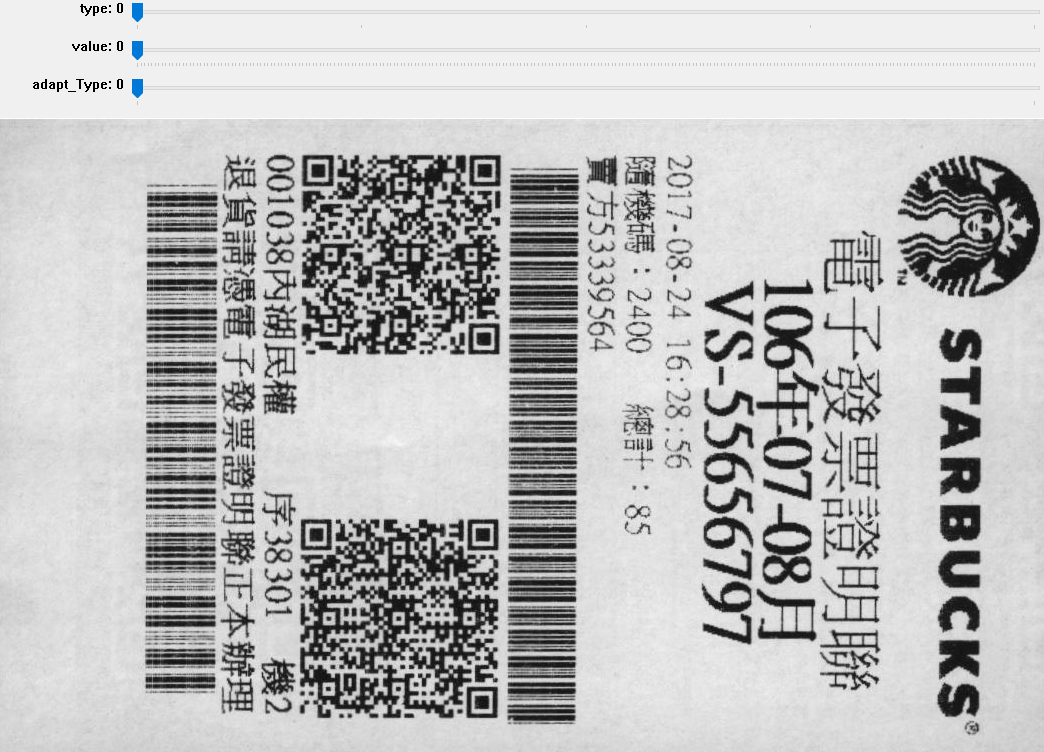 type: 0
value: 0
adapt_Type: 0
TM
STARBUCKS®
電子發票證明聯
106年07-08月
VS-55656797
2017-08-24 16:28:56
隨機碼:2400 總計:85
賣方53339564
001038內湖民權 序38301 機2
退貨請憑電子發票證明聯正本辦理